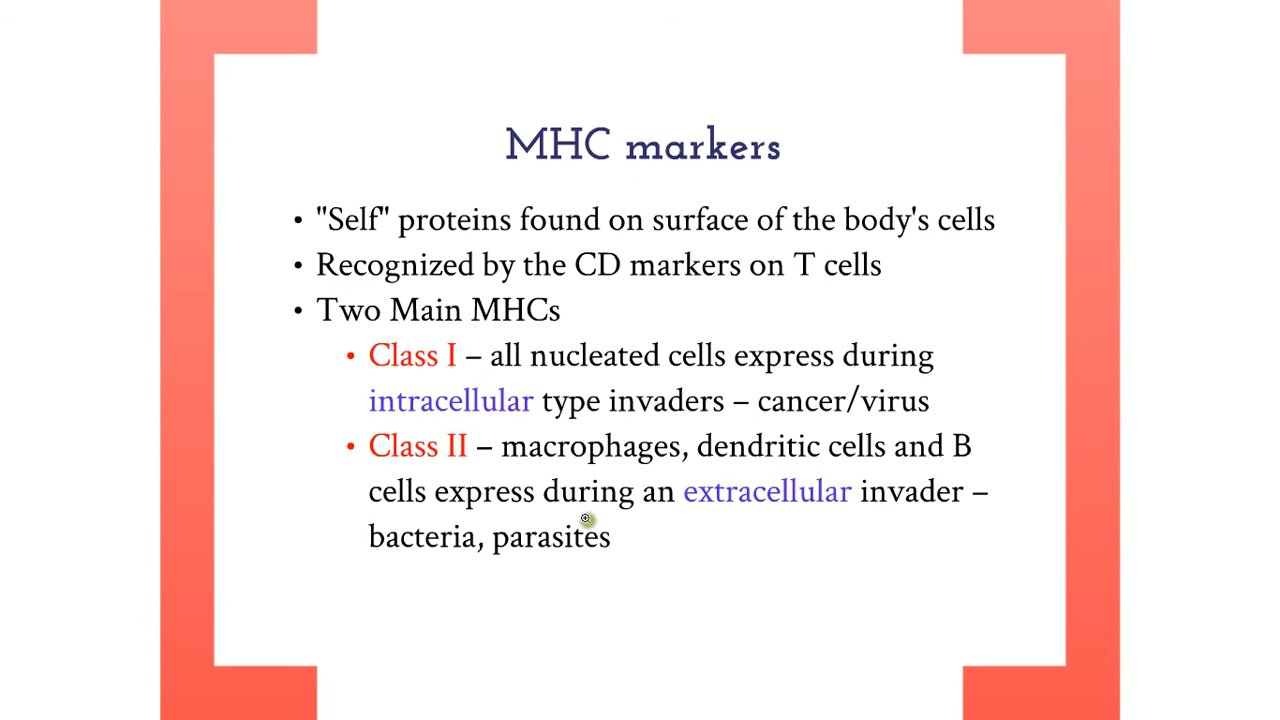 MHC markers
• "Self" proteins found on surface of the body's cells
• Recognized by the CD markers on T cells
• Two Main MHCs
• Class I – all nucleated cells express during
intracellular type invaders – cancer/virus
• Class II – macrophages, dendritic cells and B
cells express during an extracellular invader –
bacteria, parasites